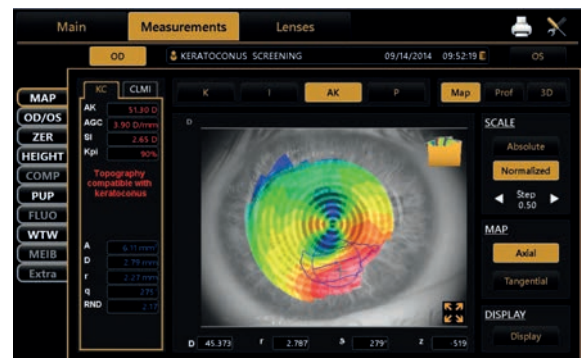 Main Measurements Lenses
OD KERATOCONUS SCREENING 09/14/2014 09:52:19 OS
KC CLMI K I AK P Map Prof 3D
MAP
OD/OS
ZER
HEIGHT
COMP
PUP
FLUO
WTW
MEIB
Extra
AK 51.30 D
AGC 3.90 D/mm
SI 2.65 D
Kpi 90%
Topography
compatible with
keratoconus
A 6.11 mm²
D 2.79 mm
r 2.27 mm
q 275°
RND 2.17
D
SCALE
Absolute
Normalized
Step
0.50
MAP
Axial
Tangential
DISPLAY
Display
D 45.373 r 2.787 s 279° z -519